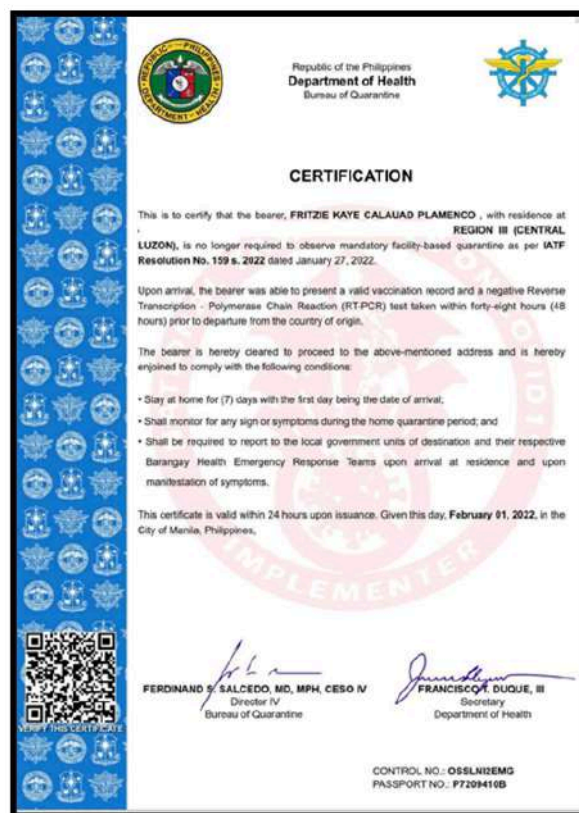 Republic of the Philippines
Department of Health
Bureau of Quarantine
CERTIFICATION
This is to certify that the bearer, FRITZIE KAYE CALAUAD PLAMENCO , with residence at
, REGION III (CENTRAL
LUZON), is no longer required to observe mandatory facility-based quarantine as per IATF
Resolution No. 159 s. 2022 dated January 27, 2022.
Upon arrival, the bearer was able to present a valid vaccination record and a negative Reverse
Transcription - Polymerase Chain Reaction (RT-PCR) test taken within forty-eight hours (48
hours) prior to departure from the country of origin.
The bearer is hereby cleared to proceed to the above-mentioned address and is hereby
enjoined to comply with the following conditions:
• Stay at home for (7) days with the first day being the date of arrival;
• Shall monitor for any sign or symptoms during the home quarantine period; and
• Shall be required to report to the local government units of destination and their respective
Barangay Health Emergency Response Teams upon arrival at residence and upon
manifestation of symptoms.
This certificate is valid within 24 hours upon issuance. Given this day, February 01, 2022, in the
City of Manila, Philippines.
IMPLEMENTER
FERDINAND S. SALCEDO, MD, MPH, CESO IV
Director IV
Bureau of Quarantine
FRANCISCO T. DUQUE, III
Secretary
Department of Health
VERIFY THIS CERTIFICATE
CONTROL NO.: OSSLNI2EMG
PASSPORT NO.: P7209410B